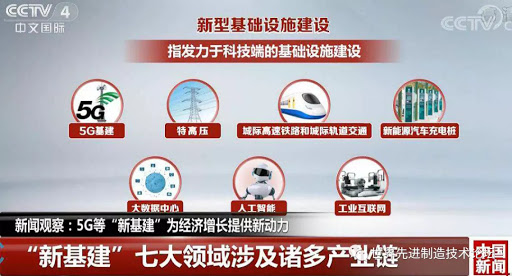 CCTV 4
中文国际
CCTV
新型基础设施建设
指发力于科技端的基础设施建设
5G
5G基建
特高压
城际高速铁路和城际轨道交通
新能源汽车充电桩
大数据中心
人工智能
工业互联网
新闻观察：5G等“新基建”为经济增长提供新动力
“新基建”七大领域涉及诸多产业链
中国
新闻